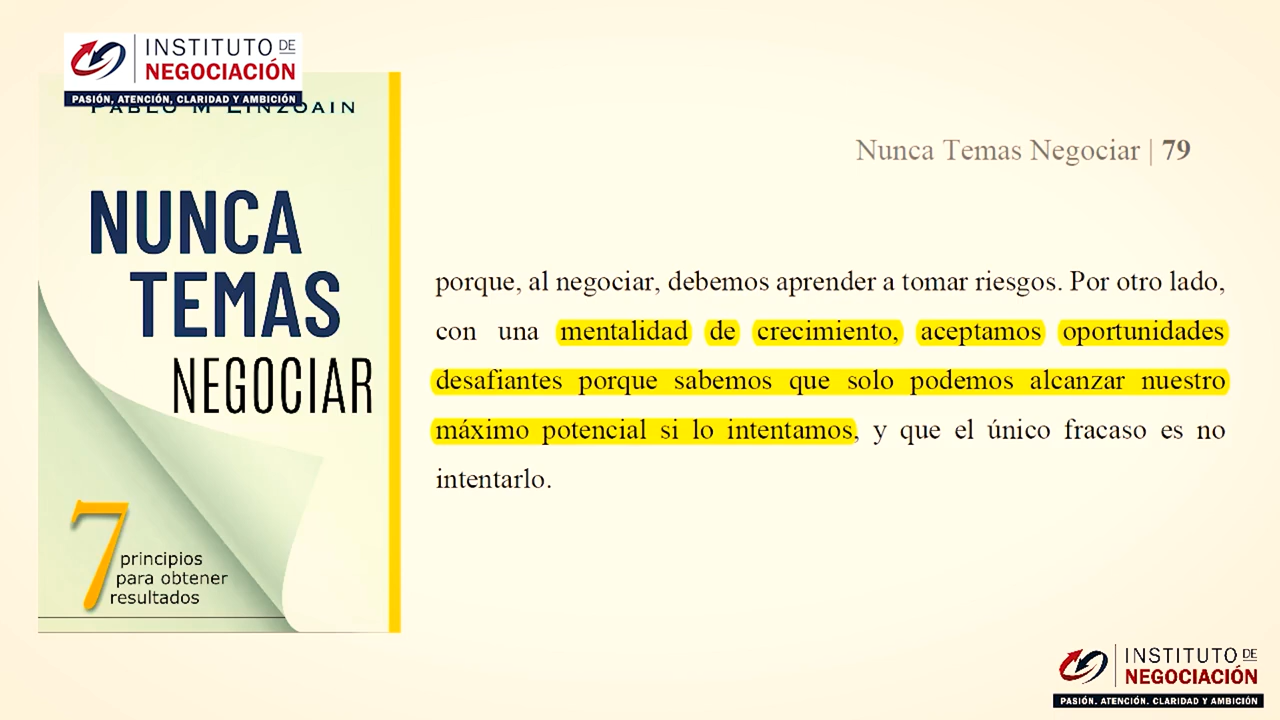 INSTITUTO DE
NEGOCIACIÓN
PASIÓN, ATENCIÓN, CLARIDAD Y AMBICIÓN
PABLO M LINZOAIN
NUNCA
TEMAS
NEGOCIAR
7
principios
para obtener
resultados
Nunca Temas Negociar | 79
porque, al negociar, debemos aprender a tomar riesgos. Por otro lado,
con una mentalidad de crecimiento, aceptamos oportunidades
desafiantes porque sabemos que solo podemos alcanzar nuestro
máximo potencial si lo intentamos, y que el único fracaso es no
intentarlo.
INSTITUTO DE
NEGOCIACIÓN
PASIÓN. ATENCIÓN. CLARIDAD Y AMBICIÓN